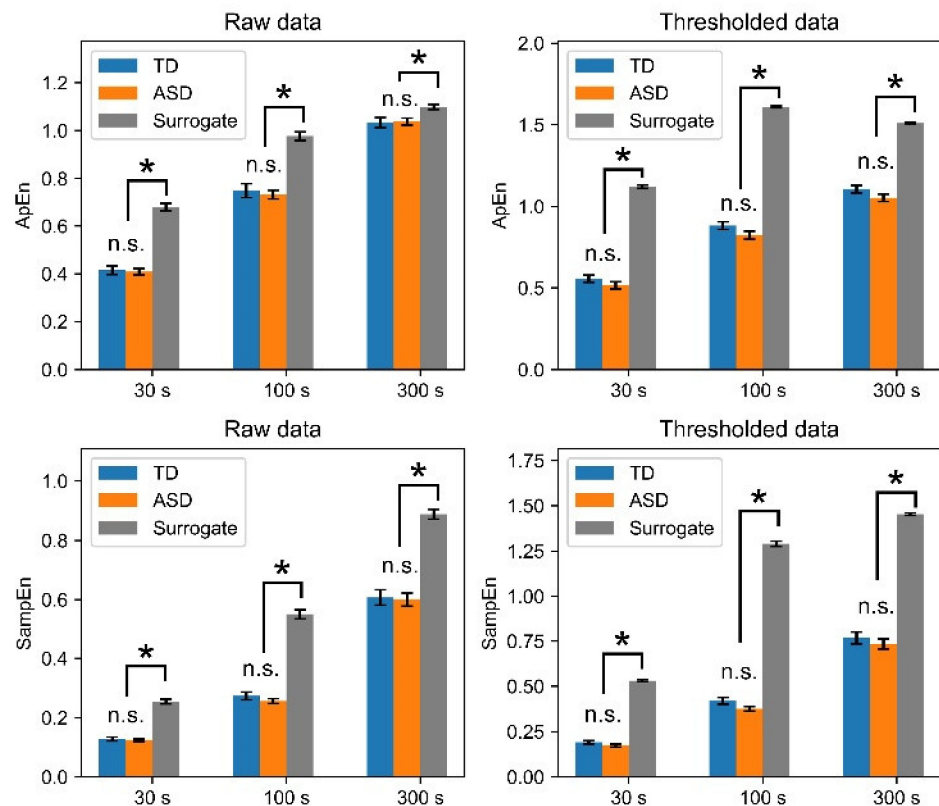 Raw data
1.2
1.0
0.8
0.6
0.4
0.2
0.0
ApEn
TD
ASD
Surrogate
*
n.s.
*
n.s.
*
n.s.
30 s
100 s
300 s
Thresholded data
2.0
1.5
1.0
0.5
0.0
ApEn
TD
ASD
Surrogate
*
n.s.
*
n.s.
*
n.s.
30 s
100 s
300 s
Raw data
1.0
0.8
0.6
0.4
0.2
0.0
SampEn
TD
ASD
Surrogate
*
n.s.
*
n.s.
*
n.s.
30 s
100 s
300 s
Thresholded data
1.75
1.50
1.25
1.00
0.75
0.50
0.25
0.00
SampEn
TD
ASD
Surrogate
*
n.s.
*
n.s.
*
n.s.
30 s
100 s
300 s